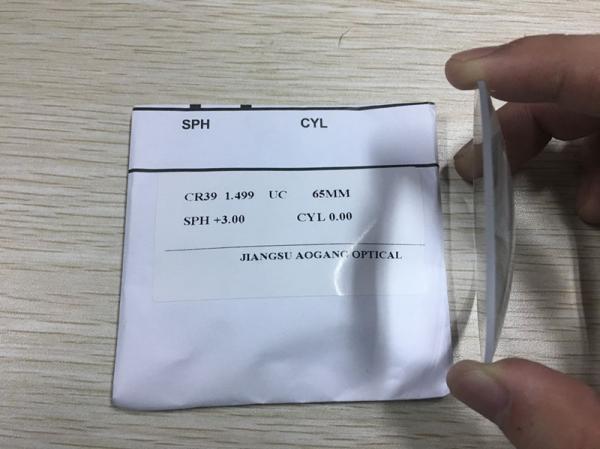 SPH CYL
CR39 1.499 UC 65MM
SPH +3.00 CYL 0.00
JIANGSU AOGANG OPTICAL